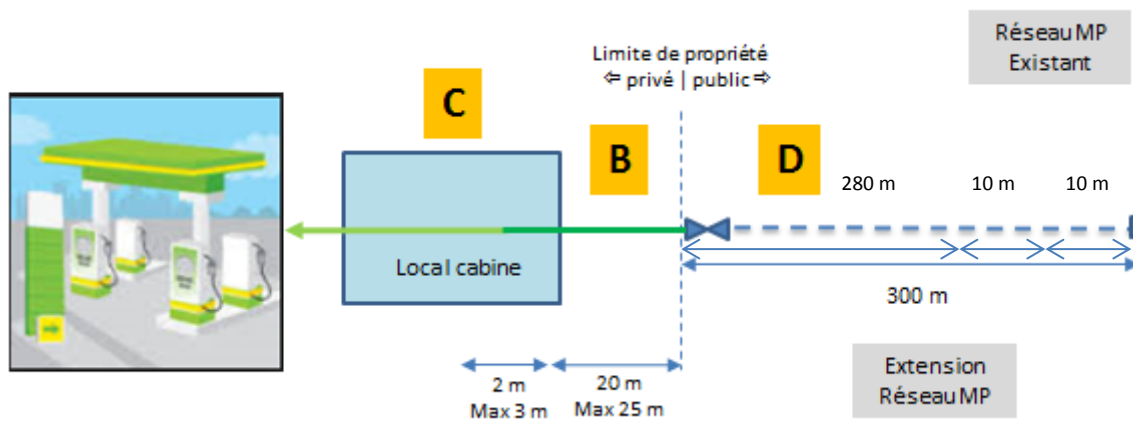 Réseau MP
Existant
Limite de propriété
⇦ privé | public ⇨
C
B
D
280 m
10 m
10 m
Local cabine
300 m
2 m
Max 3 m
20 m
Max 25 m
Extension
Réseau MP